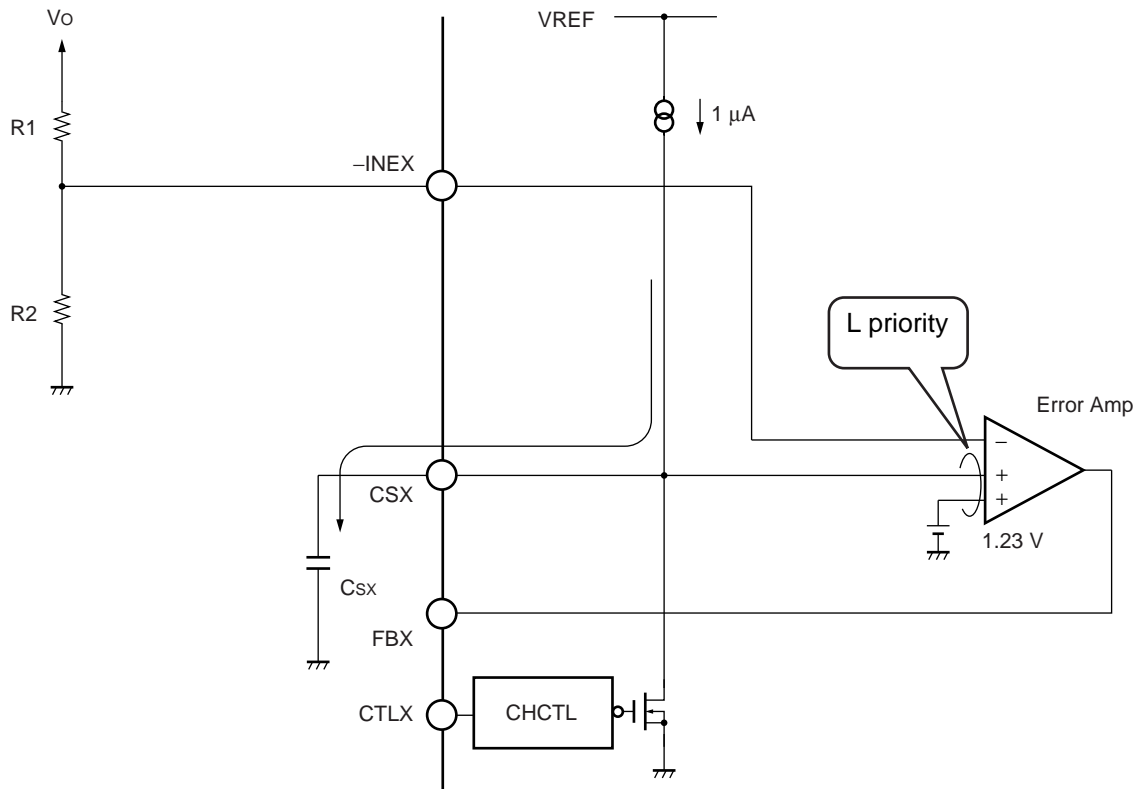 Vo
VREF
R1
1 μA
−INEX
R2
L priority
Error Amp
−
+
+
CSX
1.23 V
Csx
FBX
CTLX
CHCTL